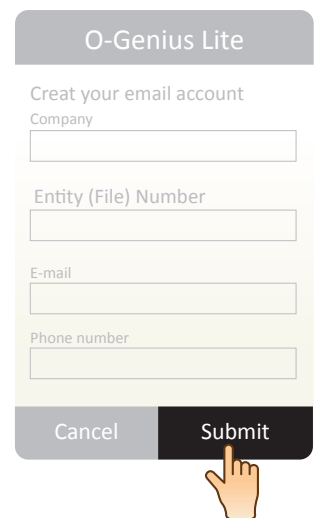 O-Genius Lite
Creat your email account
Company
Entity (File) Number
E-mail
Phone number
Cancel Submit